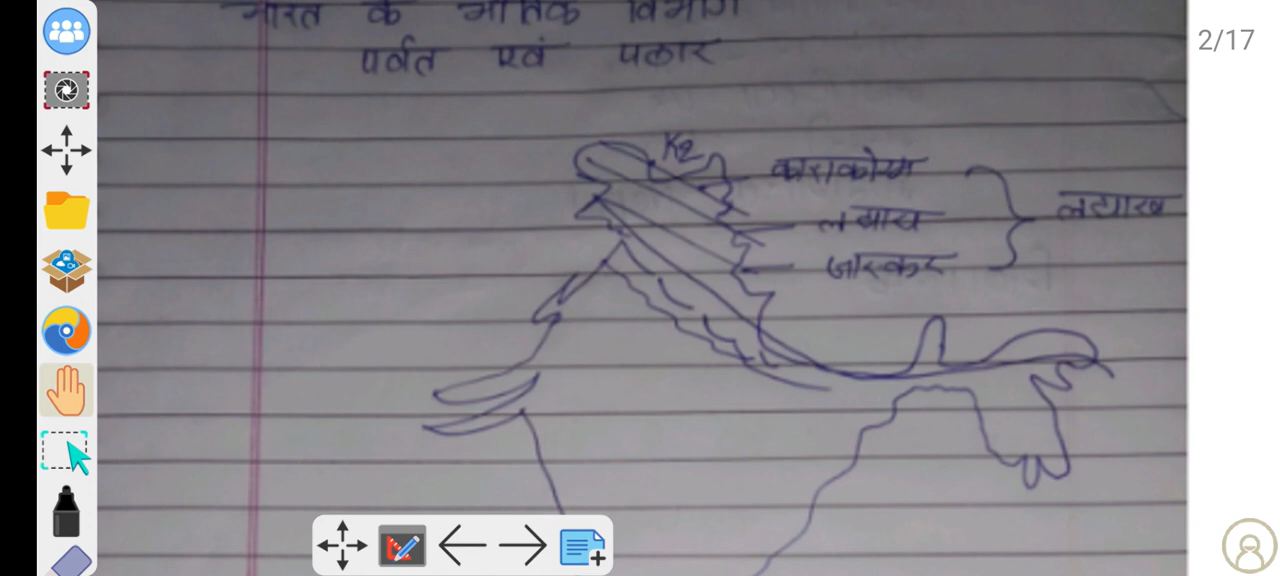 भारत के भौतिक विभाग
पर्वत एवं पठार
2/17
K2
काराकोरम
लद्दाख
जास्कर
लद्दाख